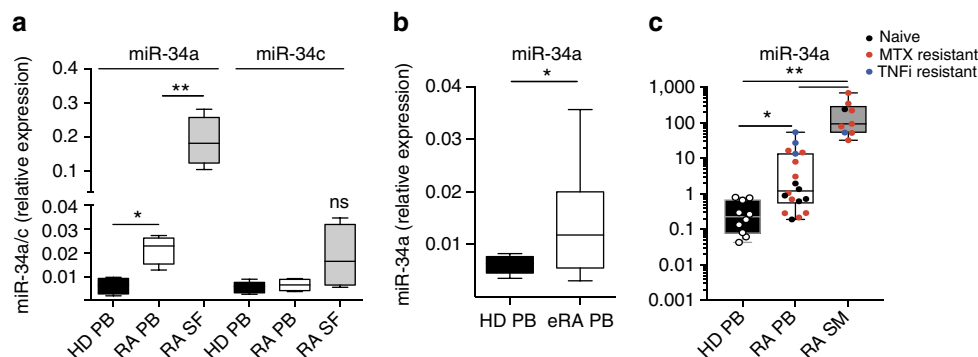 a
miR-34a miR-34c
miR-34a/c (relative expression)
0.4
0.3
0.2
0.1
0.04
0.03
0.02
0.01
**
*
ns
HD PB
RA PB
RA SF
HD PB
RA PB
RA SF
b
miR-34a
*
miR-34a (relative expression)
0.04
0.03
0.02
0.01
HD PB eRA PB
c
Naive
MTX resistant
TNFi resistant
miR-34a
**
*
1,000
100
10
1
0.1
0.01
0.001
HD PB
RA PB
RA SM